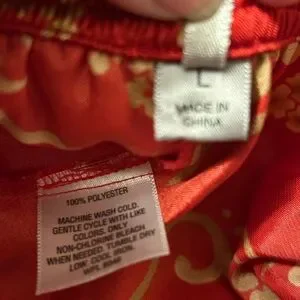 L
MADE IN
CHINA
100% POLYESTER
MACHINE WASH COLD.
GENTLE CYCLE WITH LIKE
COLORS. ONLY
NON-CHLORINE BLEACH
WHEN NEEDED. TUMBLE DRY
LOW. COOL IRON.
WPL